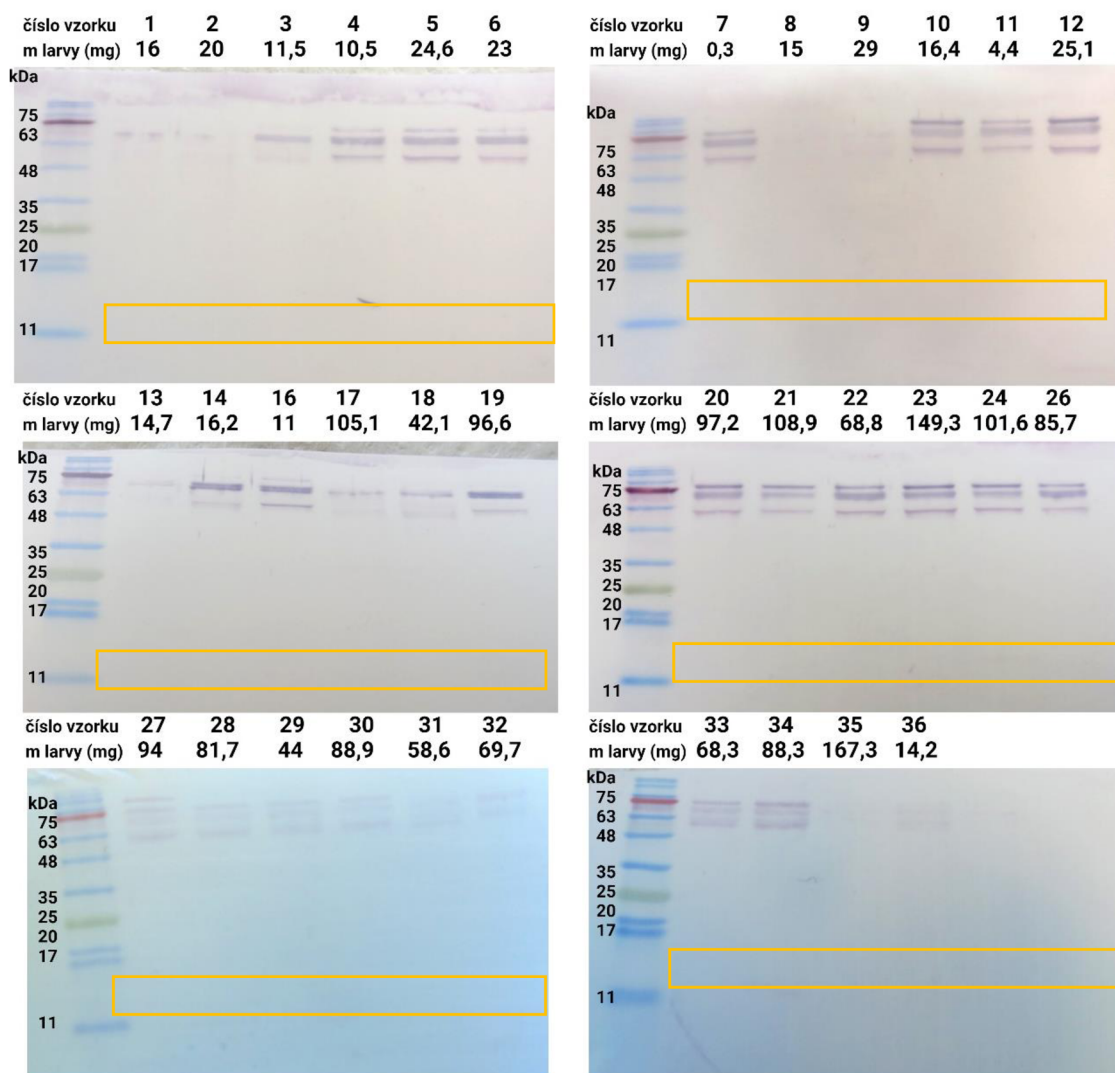 číslo vzorku 1 2 3 4 5 6
m larvy (mg) 16 20 11,5 10,5 24,6 23
kDa
75
63
48
35
25
20
17
11
číslo vzorku 7 8 9 10 11 12
m larvy (mg) 0,3 15 29 16,4 4,4 25,1
kDa
75
63
48
35
25
20
17
11
číslo vzorku 13 14 16 17 18 19
m larvy (mg) 14,7 16,2 11 105,1 42,1 96,6
kDa
75
63
48
35
25
20
17
11
číslo vzorku 20 21 22 23 24 26
m larvy (mg) 97,2 108,9 68,8 149,3 101,6 85,7
kDa
75
63
48
35
25
20
17
11
číslo vzorku 27 28 29 30 31 32
m larvy (mg) 94 81,7 44 88,9 58,6 69,7
kDa
75
63
48
35
25
20
17
11
číslo vzorku 33 34 35 36
m larvy (mg) 68,3 88,3 167,3 14,2
kDa
75
63
48
35
25
20
17
11